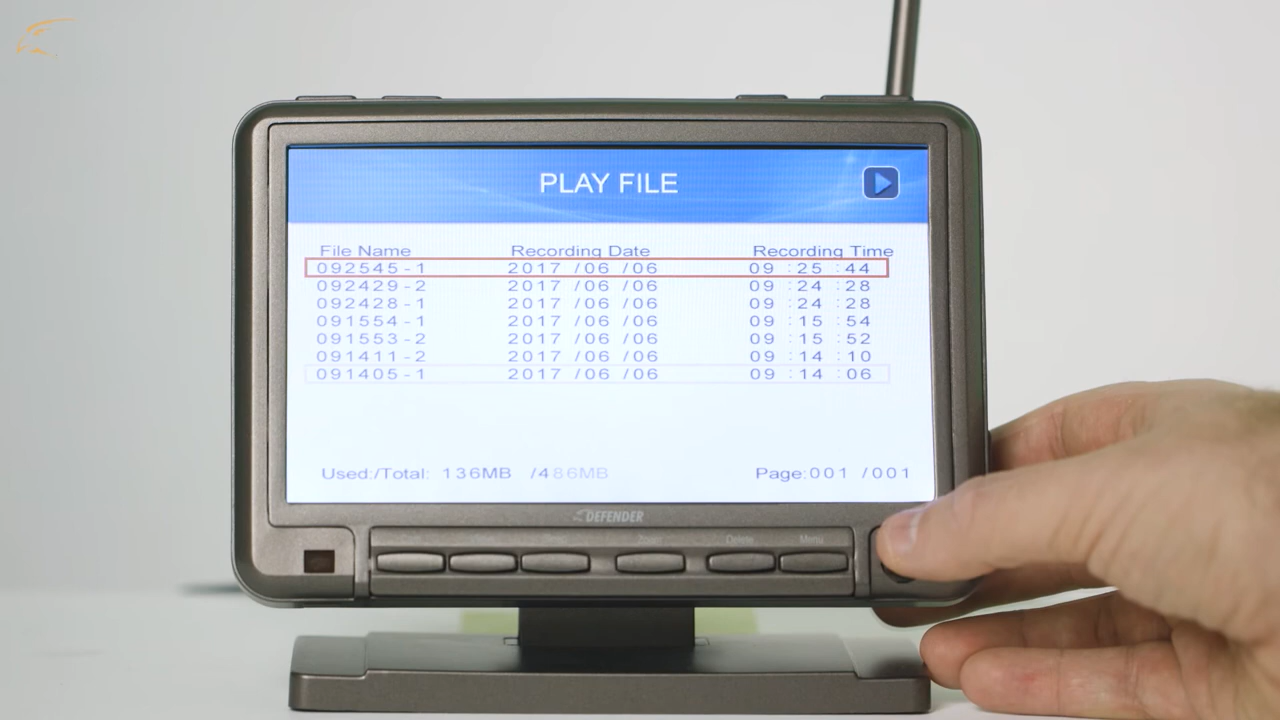 PLAY FILE
File Name Recording Date Recording Time
092545-1 2017 /06 /06 09 :25 :44
092429-2 2017 /06 /06 09 :24 :28
092428-1 2017 /06 /06 09 :24 :28
091554-1 2017 /06 /06 09 :15 :54
091553-2 2017 /06 /06 09 :15 :52
091411-2 2017 /06 /06 09 :14 :10
091405-1 2017 /06 /06 09 :14 :06
Used:/Total: 136MB /486MB Page:001 /001
DEFENDER
Zoom Delete Menu